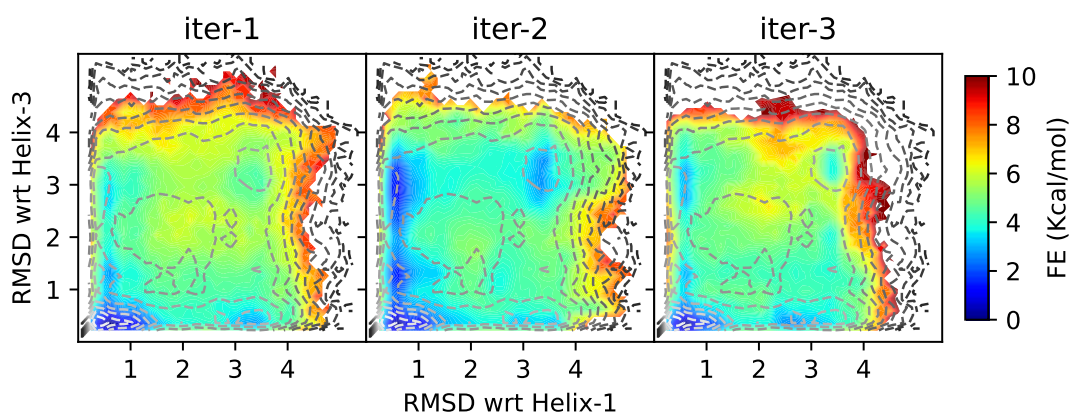 iter-1 iter-2 iter-3
RMSD wrt Helix-3
4
3
2
1
1 2 3 4 1 2 3 4 1 2 3 4
RMSD wrt Helix-1
10
8
6
4
2
0
FE (Kcal/mol)